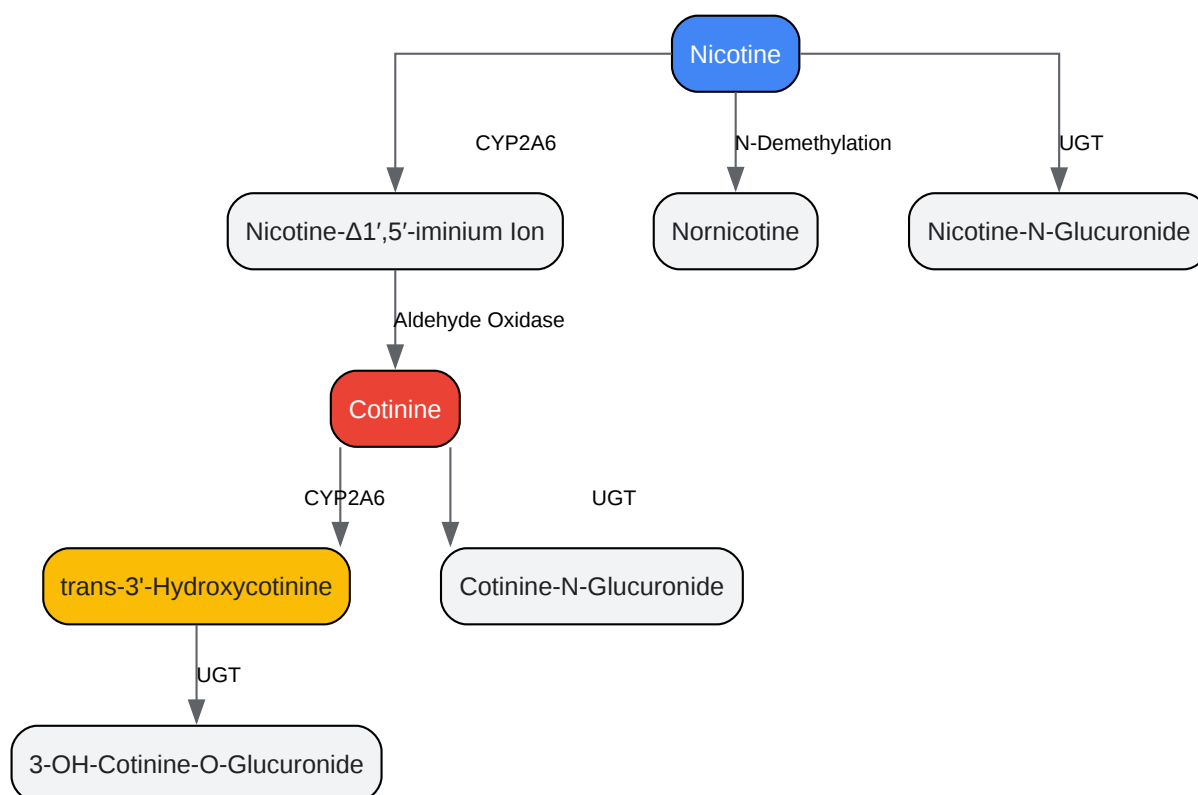 Nicotine
CYP2A6
N-Demethylation
UGT
Nicotine-Δ1′,5′-iminium Ion
Nornicotine
Nicotine-N-Glucuronide
Aldehyde Oxidase
Cotinine
CYP2A6
UGT
trans-3'-Hydroxycotinine
Cotinine-N-Glucuronide
UGT
3-OH-Cotinine-O-Glucuronide